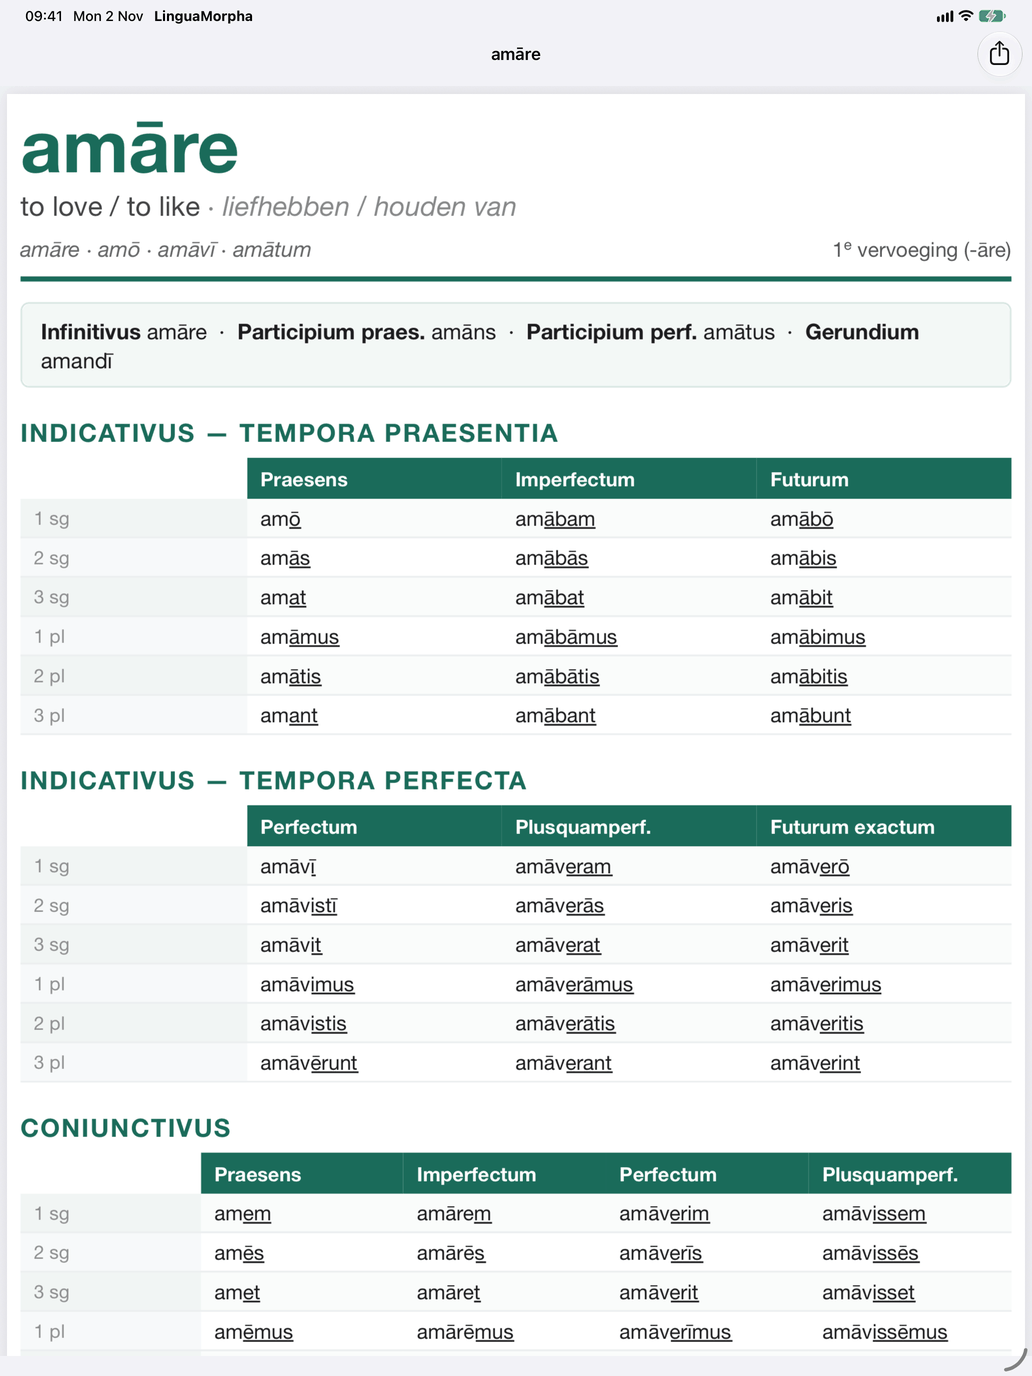 09:41 Mon 2 Nov LinguaMorpha
amāre
amāre
to love / to like · liefhebben / houden van
amāre · amō · amāvī · amātum 1e vervoeging (-āre)
Infinitivus amāre · Participium praes. amāns · Participium perf. amātus · Gerundium
amandī
INDICATIVUS — TEMPORA PRAESENTIA
Praesens Imperfectum Futurum
1 sg amō amābam amābō
2 sg amās amābās amābis
3 sg amat amābat amābit
1 pl amāmus amābāmus amābimus
2 pl amātis amābātis amābitis
3 pl amant amābant amābunt
INDICATIVUS — TEMPORA PERFECTA
Perfectum Plusquamperf. Futurum exactum
1 sg amāvī amāveram amāverō
2 sg amāvistī amāverās amāveris
3 sg amāvit amāverat amāverit
1 pl amāvimus amāverāmus amāverimus
2 pl amāvistis amāverātis amāveritis
3 pl amāvērunt amāverant amāverint
CONIUNCTIVUS
Praesens Imperfectum Perfectum Plusquamperf.
1 sg amem amārem amāverim amāvissem
2 sg amēs amārēs amāverīs amāvissēs
3 sg amet amāret amāverit amāvisset
1 pl amēmus amārēmus amāverīmus amāvissēmus